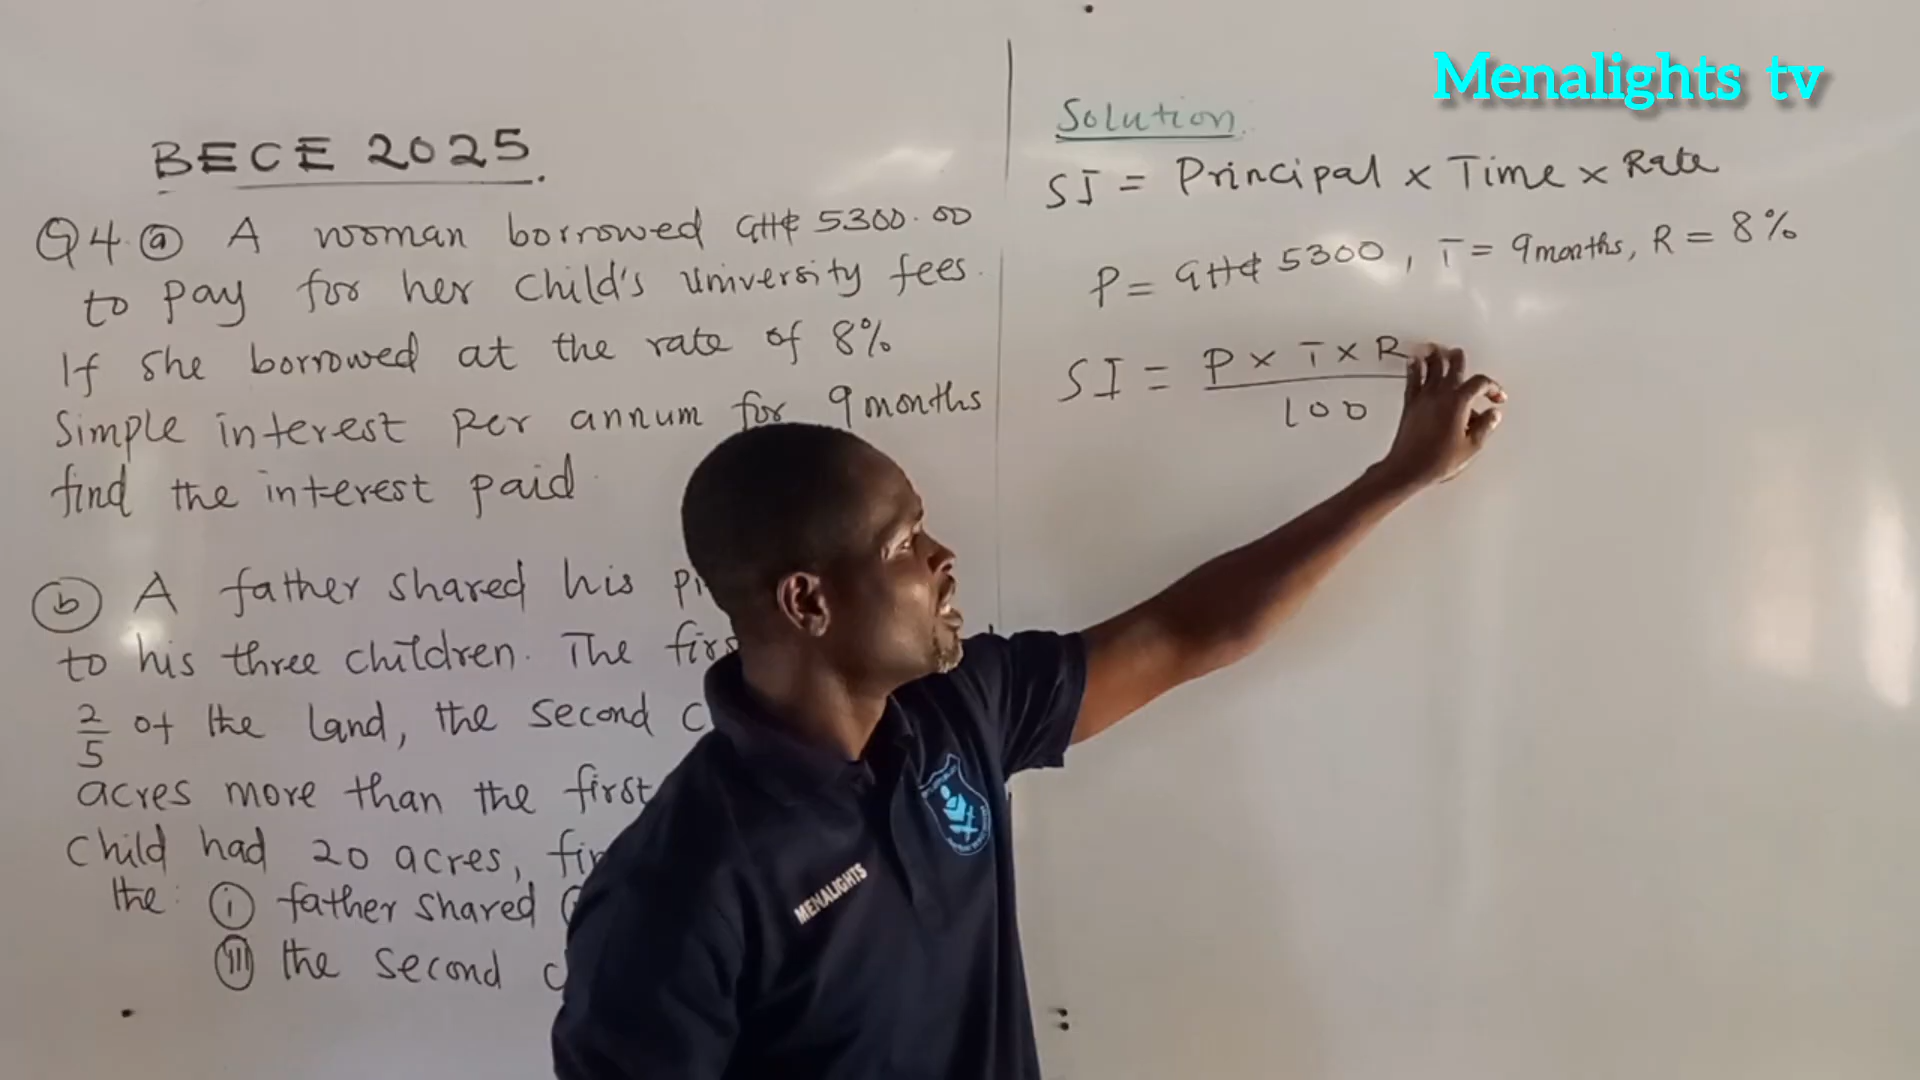 Menalights tv
BECE 2025
Q4. a A woman borrowed GH₵ 5300.00
to pay for her child's university fees.
If she borrowed at the rate of 8%
simple interest per annum for 9 months
find the interest paid
b A father shared his
to his three children. The
2/5 of the land, the second
acres more than the first
child had 20 acres,
the: i father shared
iii the second
Solution
SI = Principal × Time × Rate
P = GH₵ 5300, T = 9 months, R = 8%
SI = P × T × R
100
MENALIGHTS